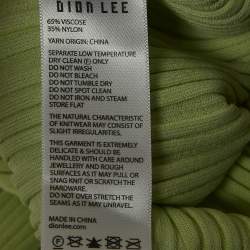 DION LEE
65% VISCOSE
35% NYLON
YARN ORIGIN: CHINA
SEPARATE LOW TEMPERATURE
DRY CLEAN (F) ONLY
DO NOT WASH
DO NOT BLEACH
DO NOT TUMBLE DRY
DO NOT SOAK
DO NOT SPIN DRY
DO NOT IRON AND STEAM
STORE FLAT
THE NATURAL CHARACTERISTIC
OF KNITWEAR MAY CONSIST OF
SLIGHT IRREGULARITIES.
THIS GARMENT IS EXTREMELY
DELICATE & SHOULD BE
HANDLED WITH CARE AROUND
JEWELLERY AND ROUGH
SURFACES AS IT MAY PULL OR
SNAG KNIT OR SCRATCH THE
HARDWARE.
DO NOT OVER STRETCH THE
SEAMS AS IT MAY UNRAVEL.
MADE IN CHINA
dionlee.com